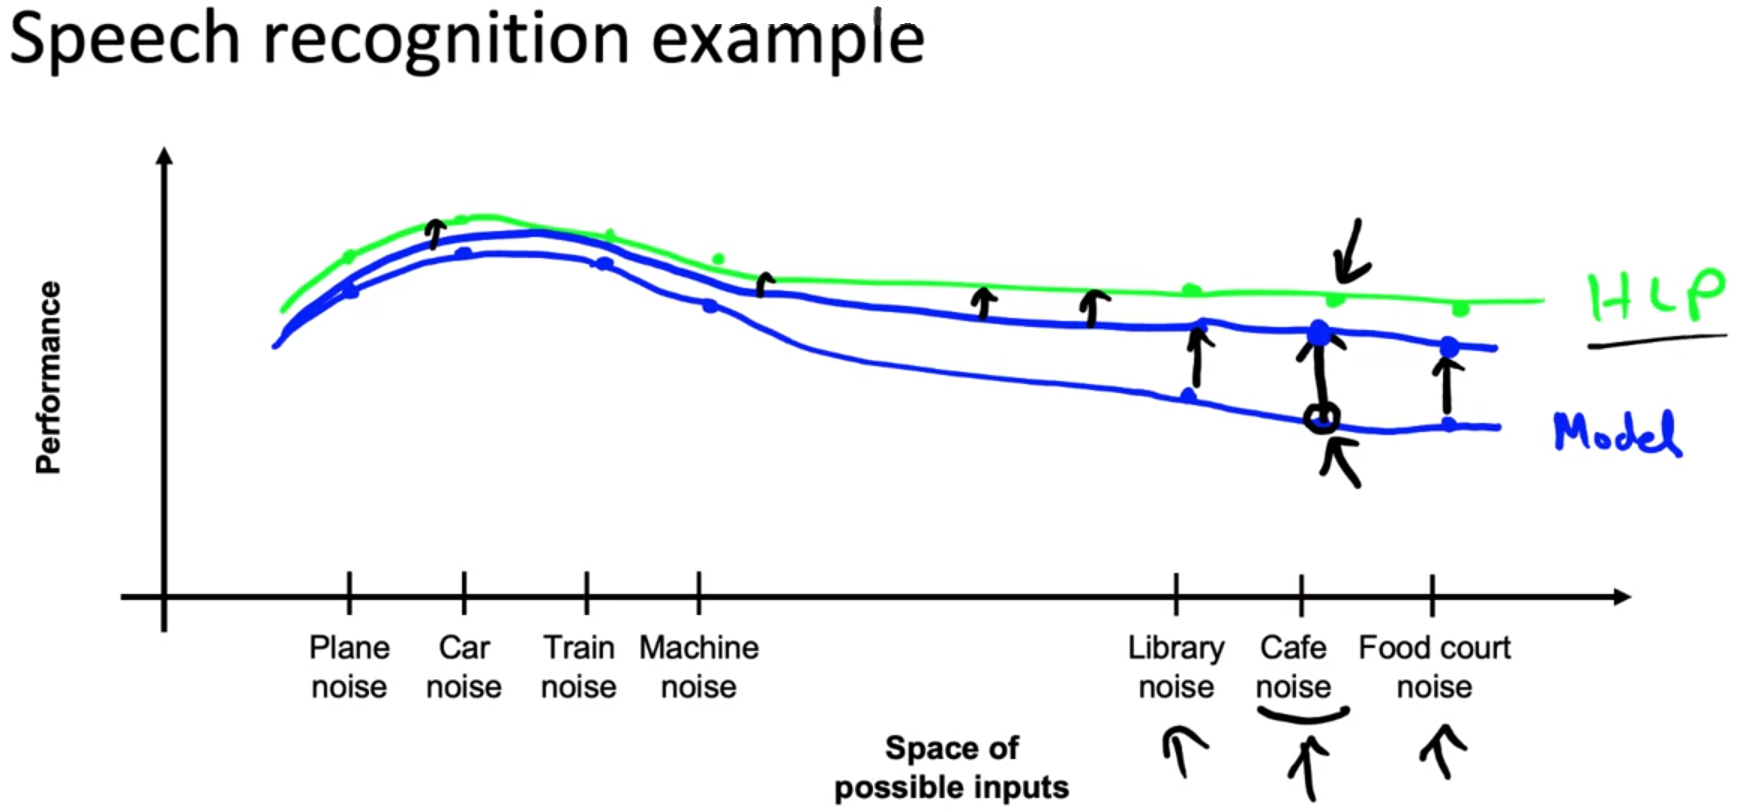 Speech recognition example
Performance
HLP
Model
Plane noise
Car noise
Train noise
Machine noise
Library noise
Cafe noise
Food court noise
Space of
possible inputs